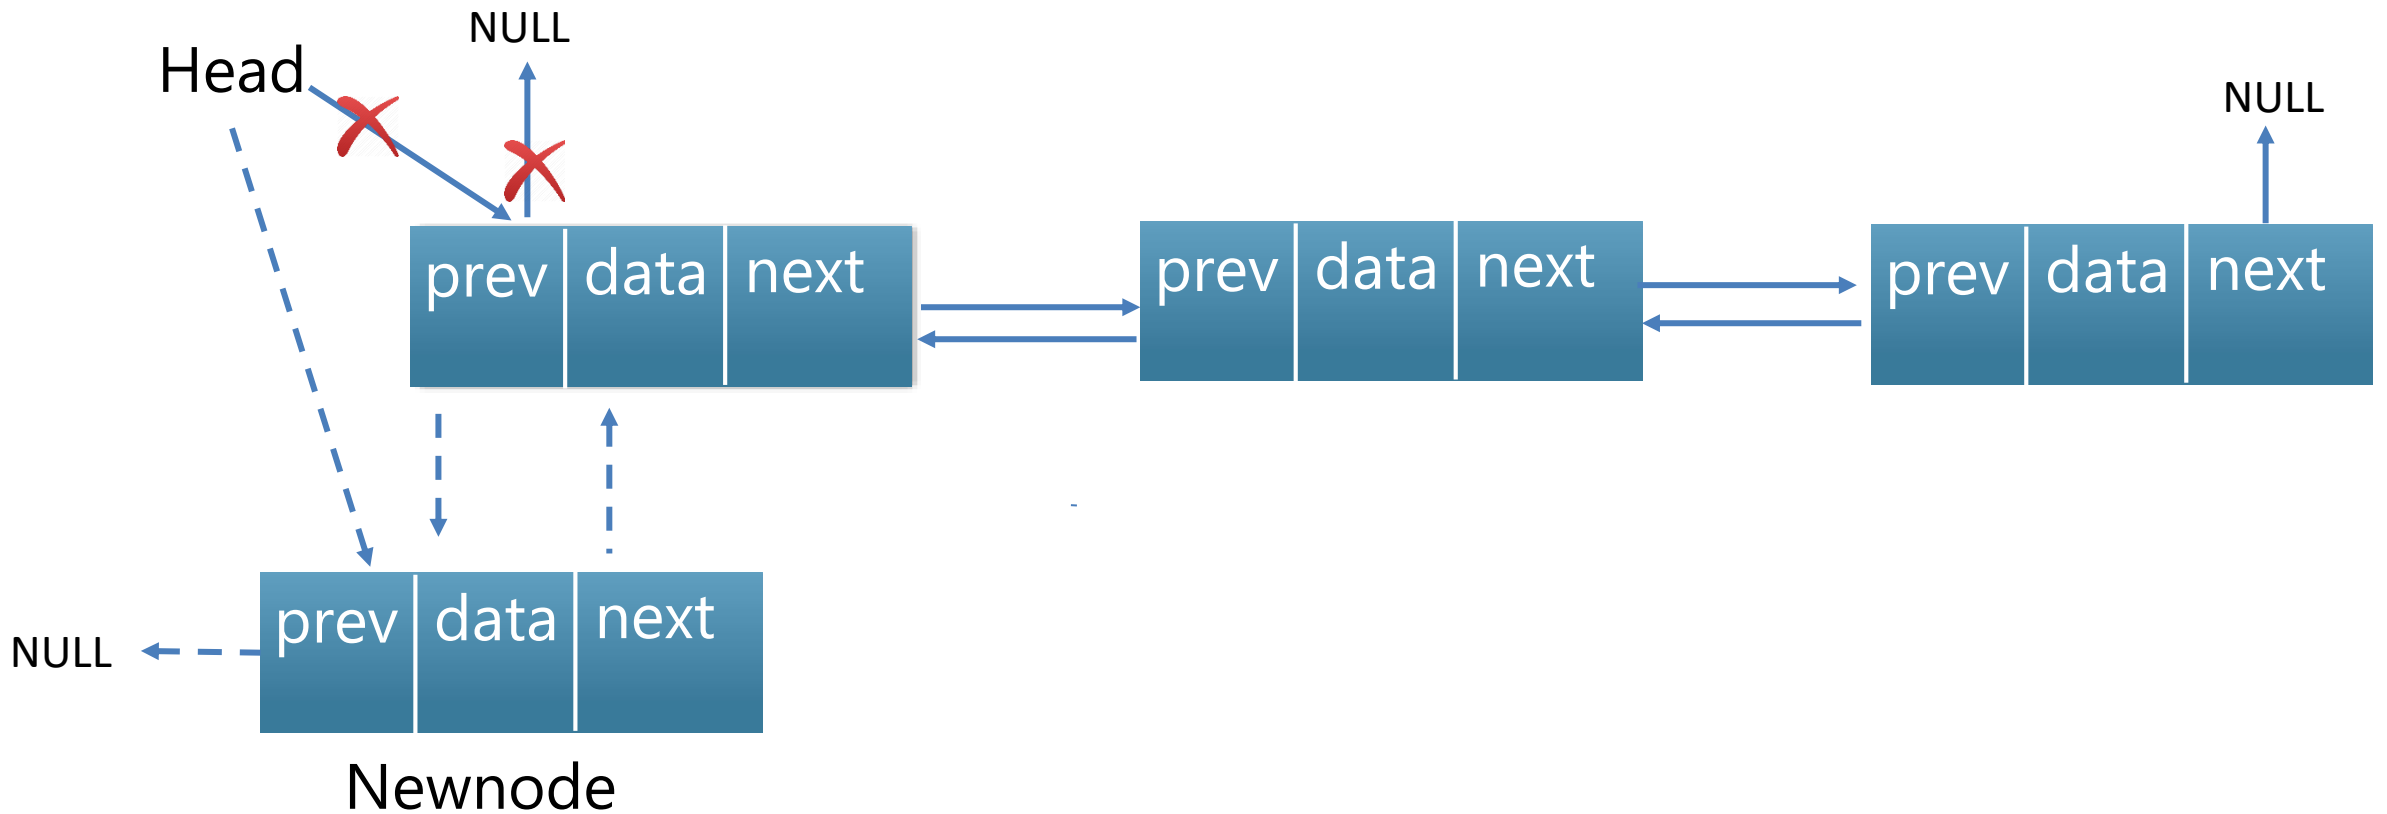 NULL
Head
NULL
prev data next
prev data next
prev data next
NULL
prev data next
Newnode